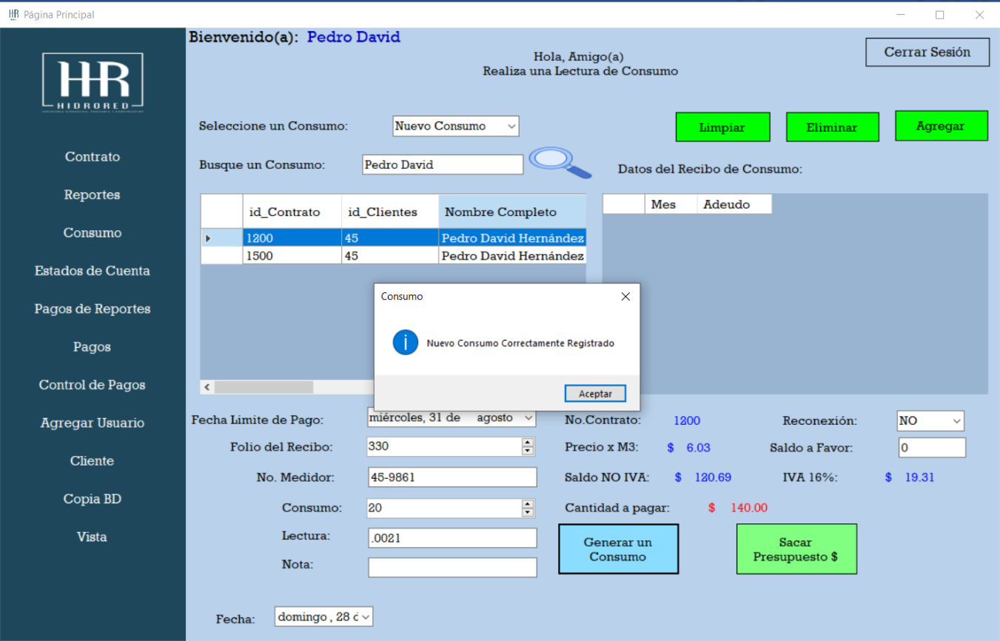 HR Página Principal
Bienvenido(a): Pedro David
Hola, Amigo(a)
Realiza una Lectura de Consumo
Cerrar Sesión
HR
HIDRORED
Contrato
Reportes
Consumo
Estados de Cuenta
Pagos de Reportes
Pagos
Control de Pagos
Agregar Usuario
Cliente
Copia BD
Vista
Seleccione un Consumo: Nuevo Consumo
Limpiar Eliminar Agregar
Busque un Consumo: Pedro David
Datos del Recibo de Consumo:
id_Contrato id_Clientes Nombre Completo
1200 45 Pedro David Hernández
1500 45 Pedro David Hernández
Mes Adeudo
Consumo
Nuevo Consumo Correctamente Registrado
Aceptar
Fecha Limite de Pago: miércoles, 31 de agosto
No.Contrato: 1200
Reconexión: NO
Folio del Recibo: 330
Precio x M3: $ 6.03
Saldo a Favor: 0
No. Medidor: 45-9861
Saldo NO IVA: $ 120.69
IVA 16%: $ 19.31
Consumo: 20
Cantidad a pagar: $ 140.00
Lectura: .0021
Nota:
Generar un
Consumo
Sacar
Presupuesto $
Fecha: domingo , 28